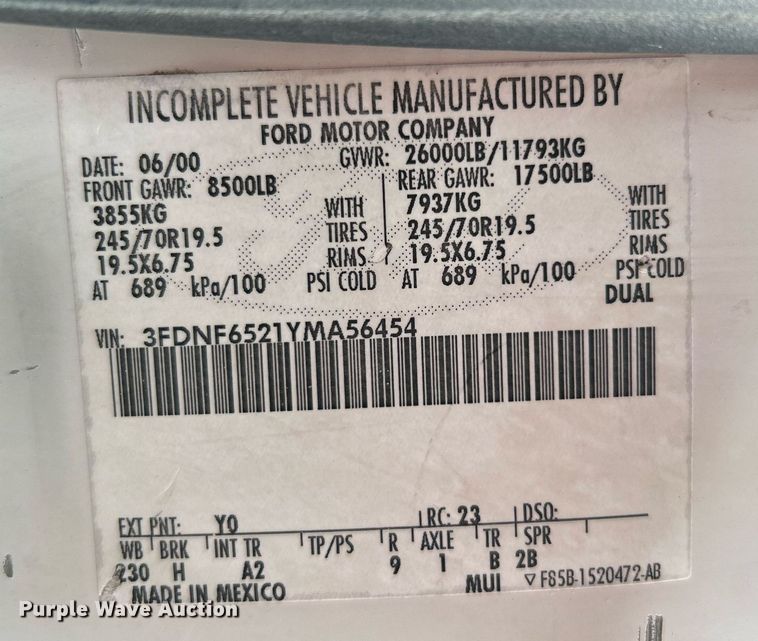 INCOMPLETE VEHICLE MANUFACTURED BY
FORD MOTOR COMPANY
DATE: 06/00 GVWR: 26000LB/11793KG
FRONT GAWR: 8500LB REAR GAWR: 17500LB
3855KG WITH 7937KG WITH
245/70R19.5 TIRES 245/70R19.5 TIRES
19.5X6.75 RIMS 19.5X6.75 RIMS
AT 689 kPa/100 PSI COLD AT 689 kPa/100 PSI COLD
DUAL
VIN: 3FDNF6521YMA56454
EXT PNT: YO RC: 23 DSO:
WB BRK INT TR TP/PS R AXLE TR SPR
230 H A2 9 1 B 2B
MADE IN MEXICO MUI ▽ F85B-1520472-AB
Purple Wave Auction